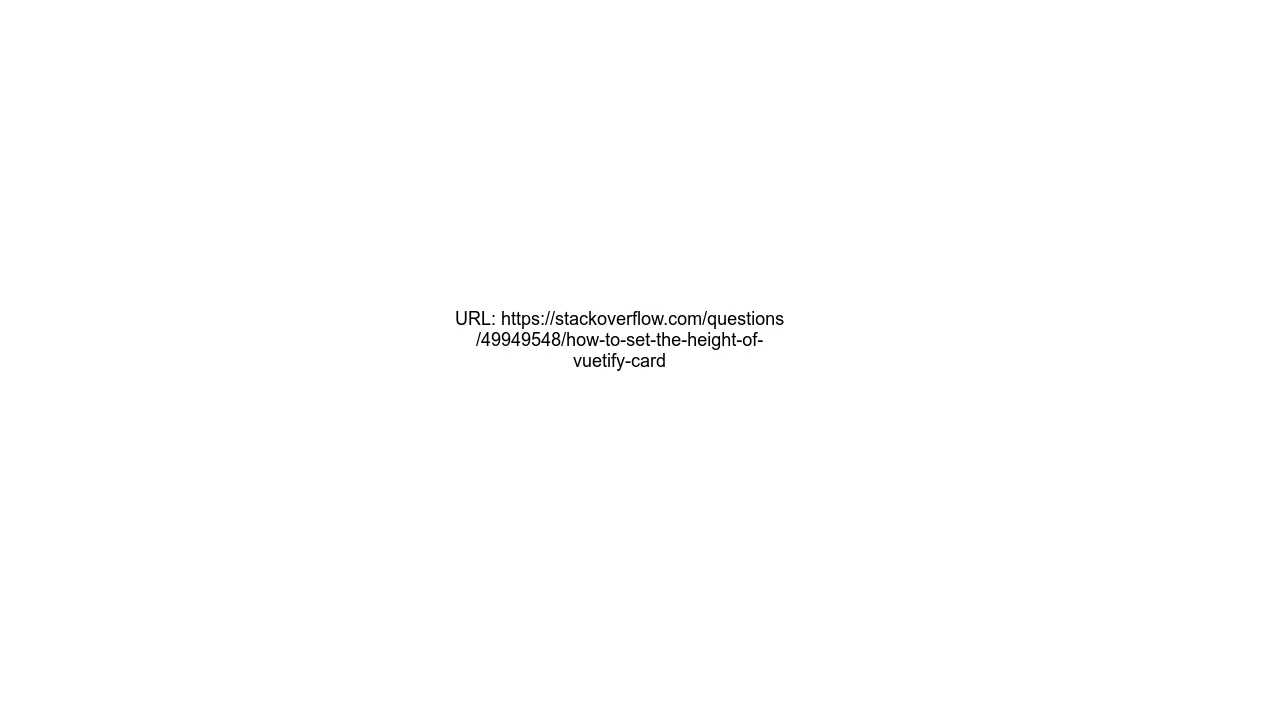 URL: https://stackoverflow.com/questions
/49949548/how-to-set-the-height-of-
vuetify-card